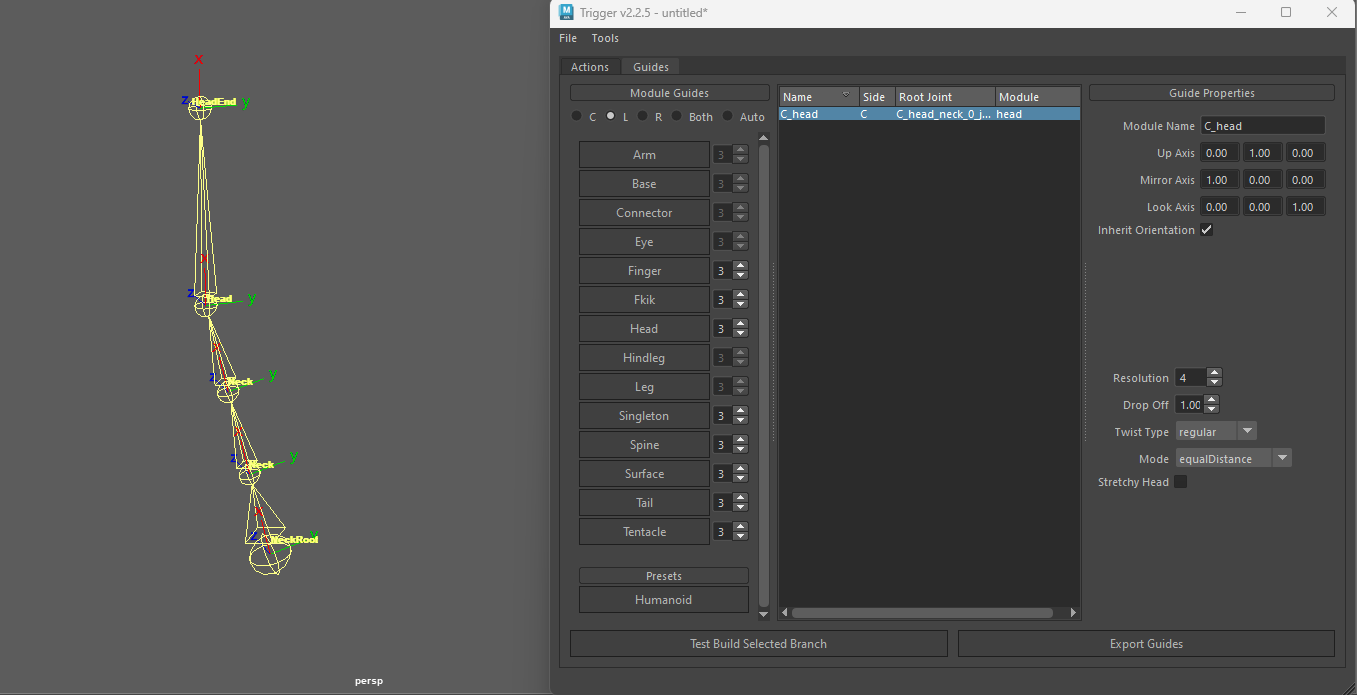 X
z HeadEnd y
X
z Head y
z Neck y
z Neck y
z NeckRoot y
persp
Trigger v2.2.5 - untitled*
File Tools
Actions Guides
Module Guides
C L R Both Auto
Arm 3
Base 3
Connector 3
Eye 3
Finger 3
Fkik 3
Head 3
Hindleg 3
Leg 3
Singleton 3
Spine 3
Surface 3
Tail 3
Tentacle 3
Presets
Humanoid
Name Side Root Joint Module
C_head C C_head_neck_0_j... head
Guide Properties
Module Name C_head
Up Axis 0.00 1.00 0.00
Mirror Axis 1.00 0.00 0.00
Look Axis 0.00 0.00 1.00
Inherit Orientation
Resolution 4
Drop Off 1.00
Twist Type regular
Mode equalDistance
Stretchy Head
Test Build Selected Branch
Export Guides